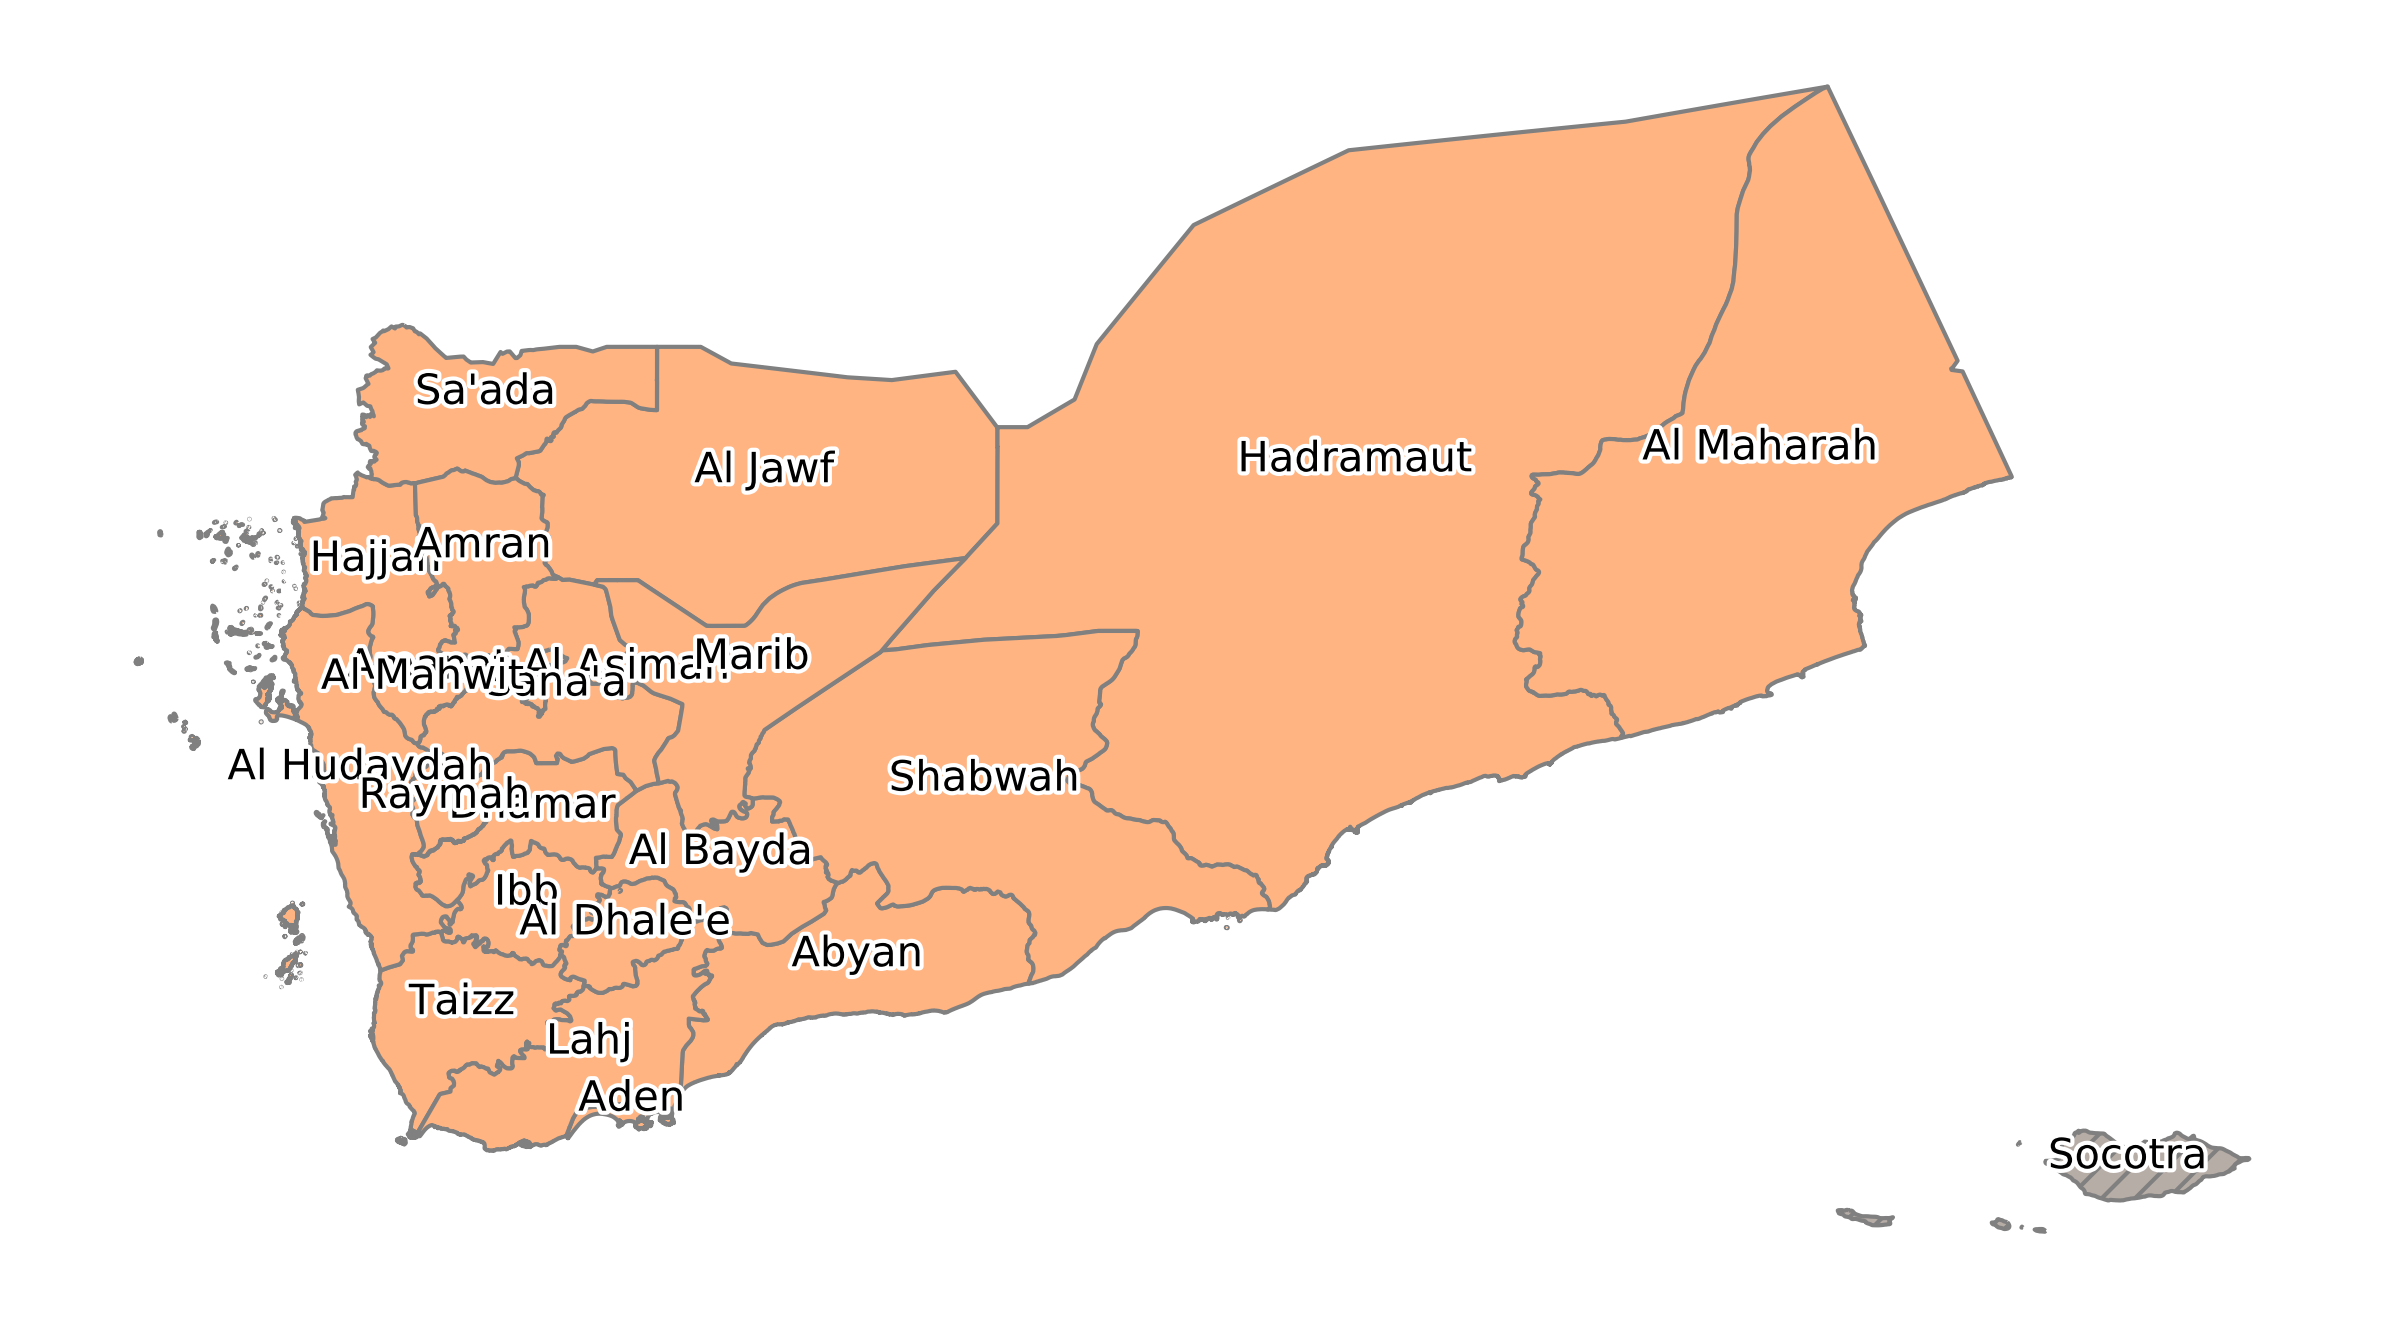 Sa'ada
Al Maharah
Hadramaut
Al Jawf
Amran
Hajjah
Marib
Al Asimah
Al Mahwit
Sana'a
Al Hudaydah
Shabwah
Raymah
Dhamar
Al Bayda
Ibb
Al Dhale'e
Abyan
Taizz
Lahj
Aden
Socotra